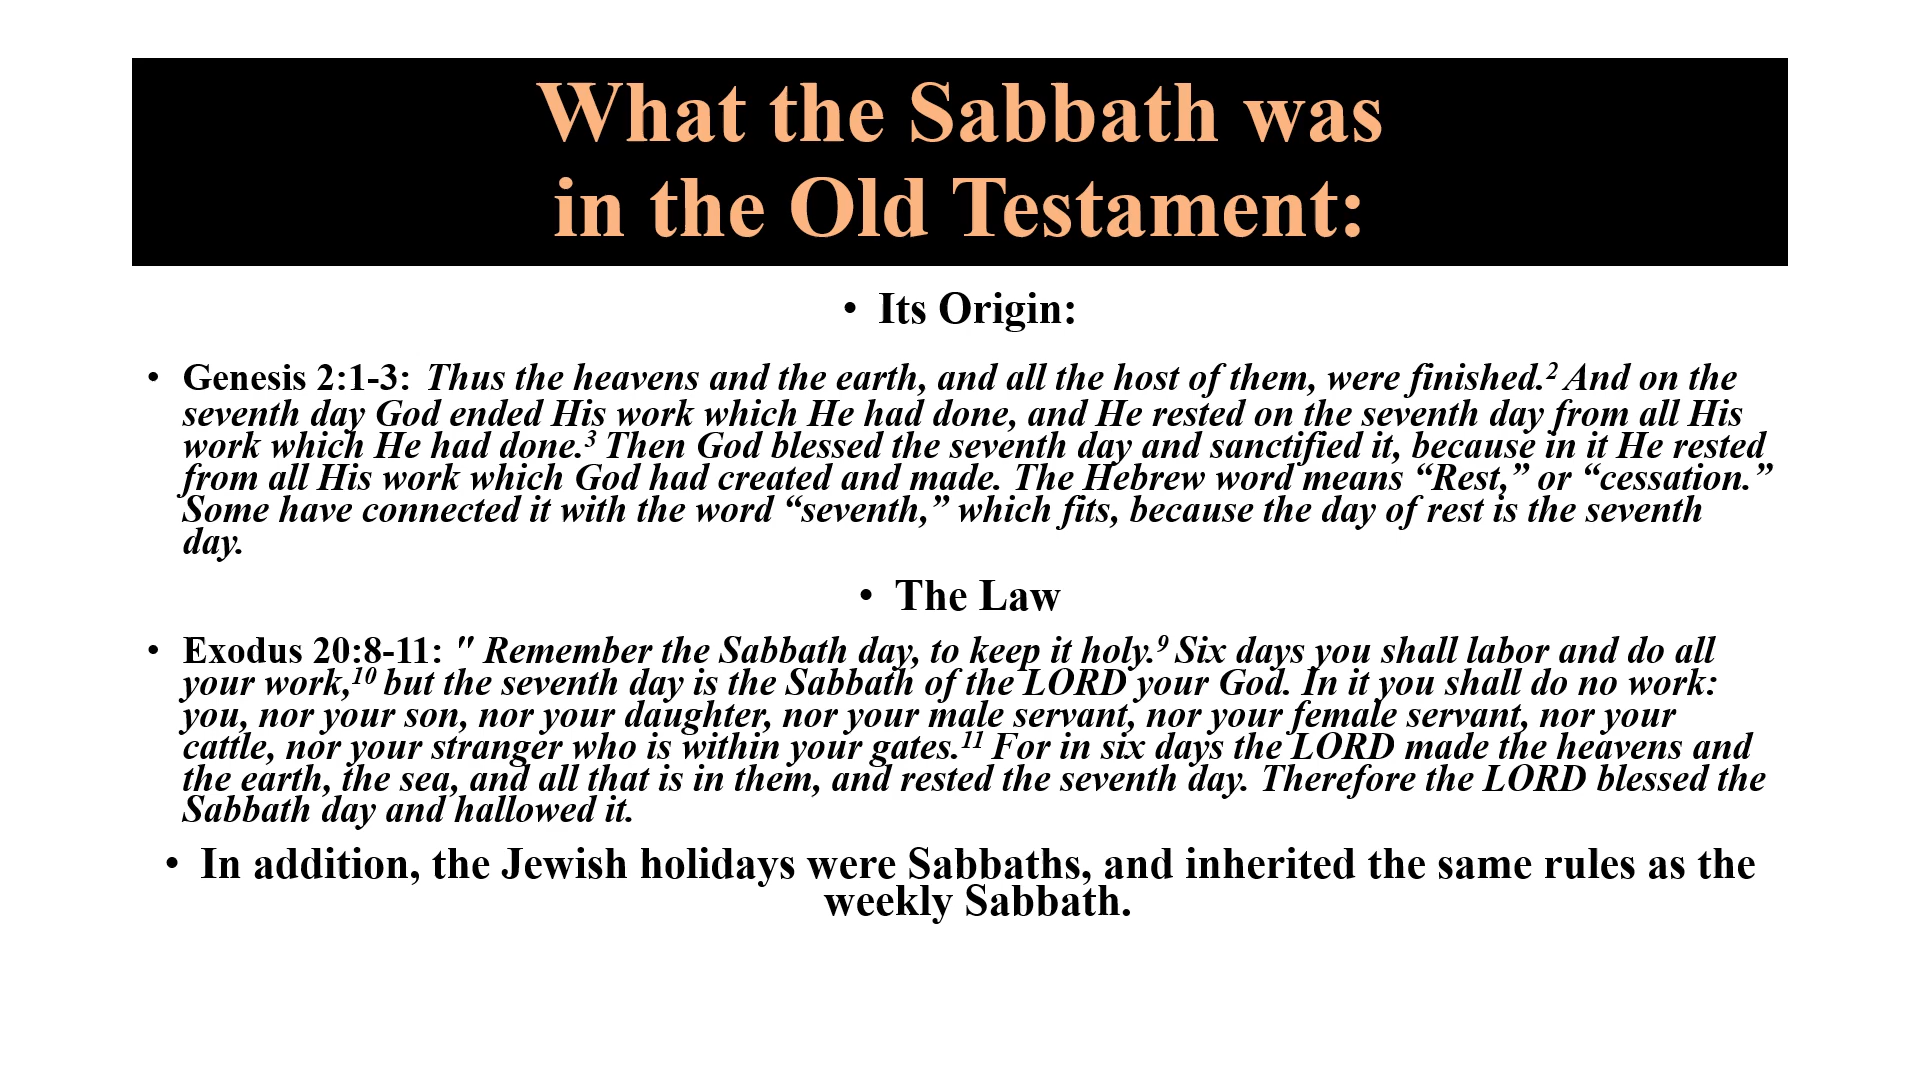 What the Sabbath was
in the Old Testament:
• Its Origin:
• Genesis 2:1-3: Thus the heavens and the earth, and all the host of them, were finished.2 And on the
seventh day God ended His work which He had done, and He rested on the seventh day from all His
work which He had done.3 Then God blessed the seventh day and sanctified it, because in it He rested
from all His work which God had created and made. The Hebrew word means “Rest,” or “cessation.”
Some have connected it with the word “seventh,” which fits, because the day of rest is the seventh
day.
• The Law
• Exodus 20:8-11: " Remember the Sabbath day, to keep it holy.9 Six days you shall labor and do all
your work,10 but the seventh day is the Sabbath of the LORD your God. In it you shall do no work:
you, nor your son, nor your daughter, nor your male servant, nor your female servant, nor your
cattle, nor your stranger who is within your gates.11 For in six days the LORD made the heavens and
the earth, the sea, and all that is in them, and rested the seventh day. Therefore the LORD blessed the
Sabbath day and hallowed it.
• In addition, the Jewish holidays were Sabbaths, and inherited the same rules as the
weekly Sabbath.